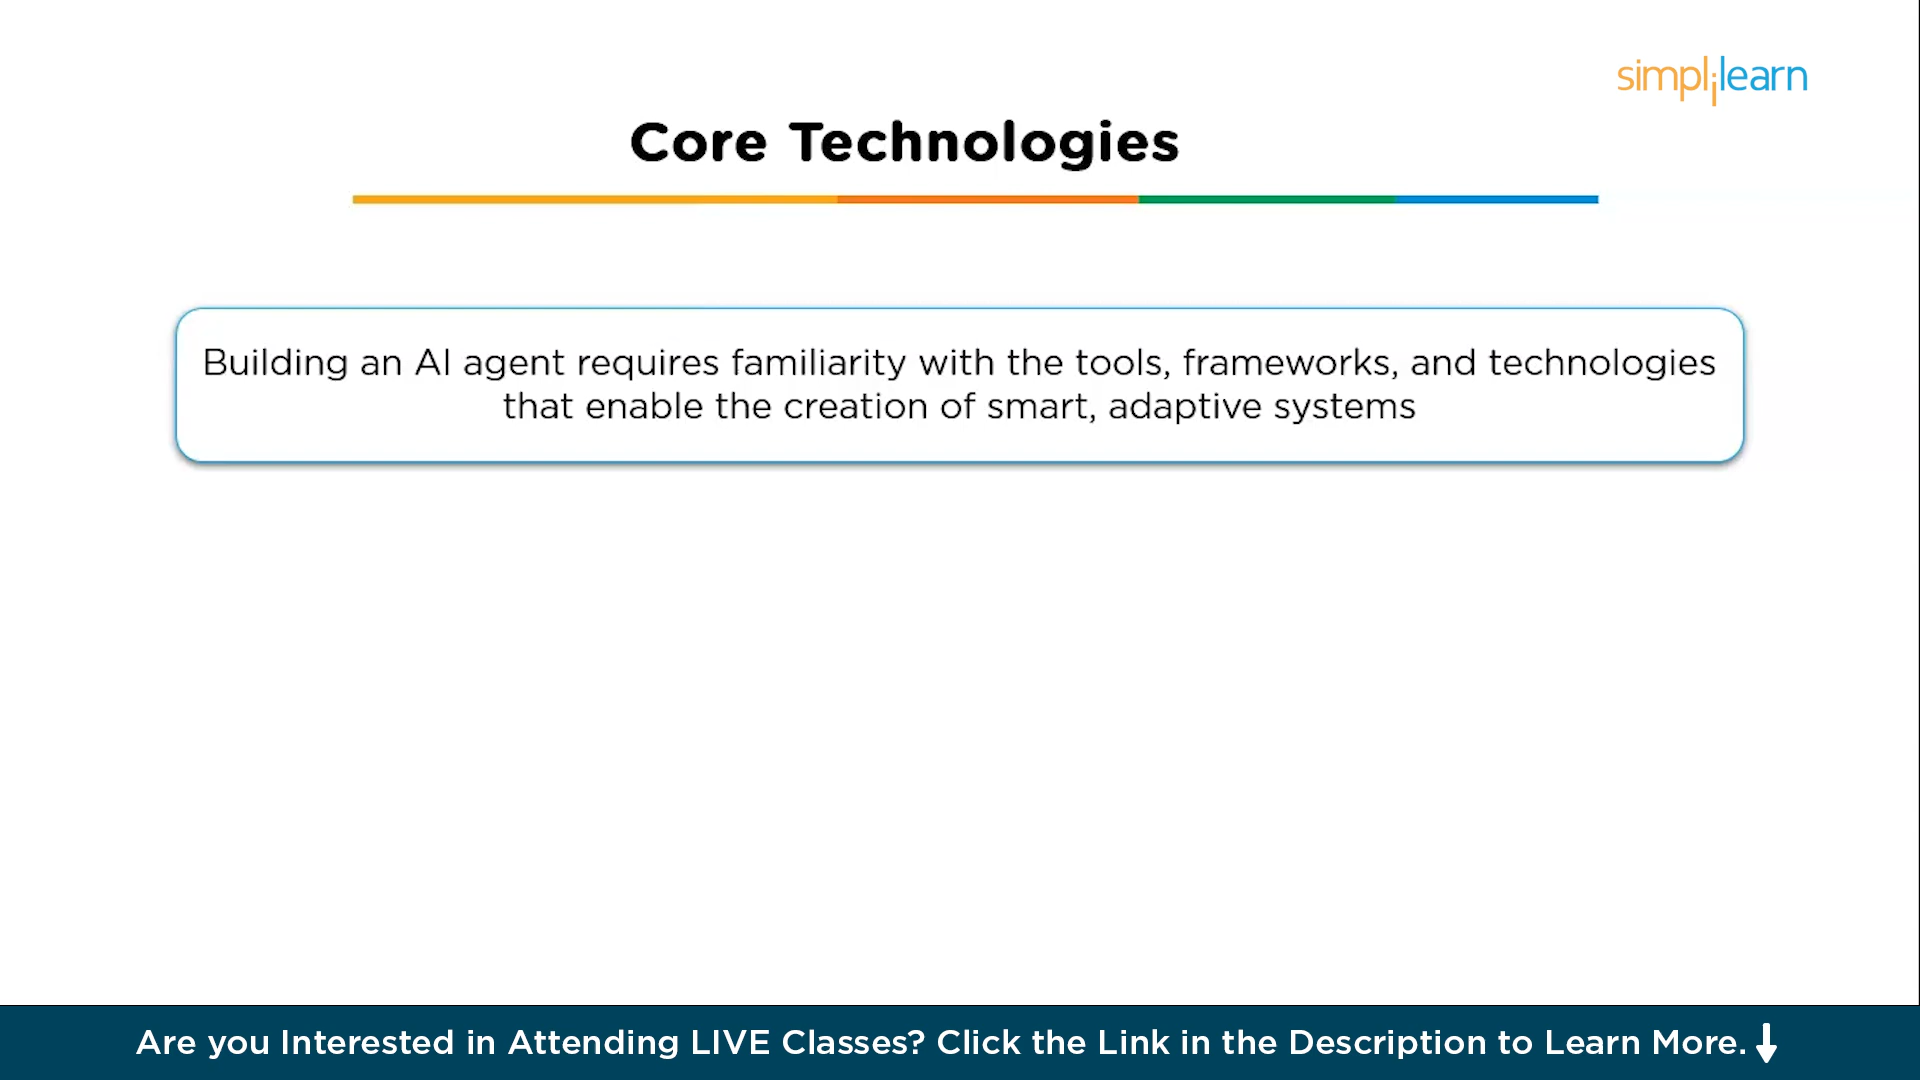 simplilearn
Core Technologies
Building an AI agent requires familiarity with the tools, frameworks, and technologies
that enable the creation of smart, adaptive systems
Are you Interested in Attending LIVE Classes? Click the Link in the Description to Learn More.